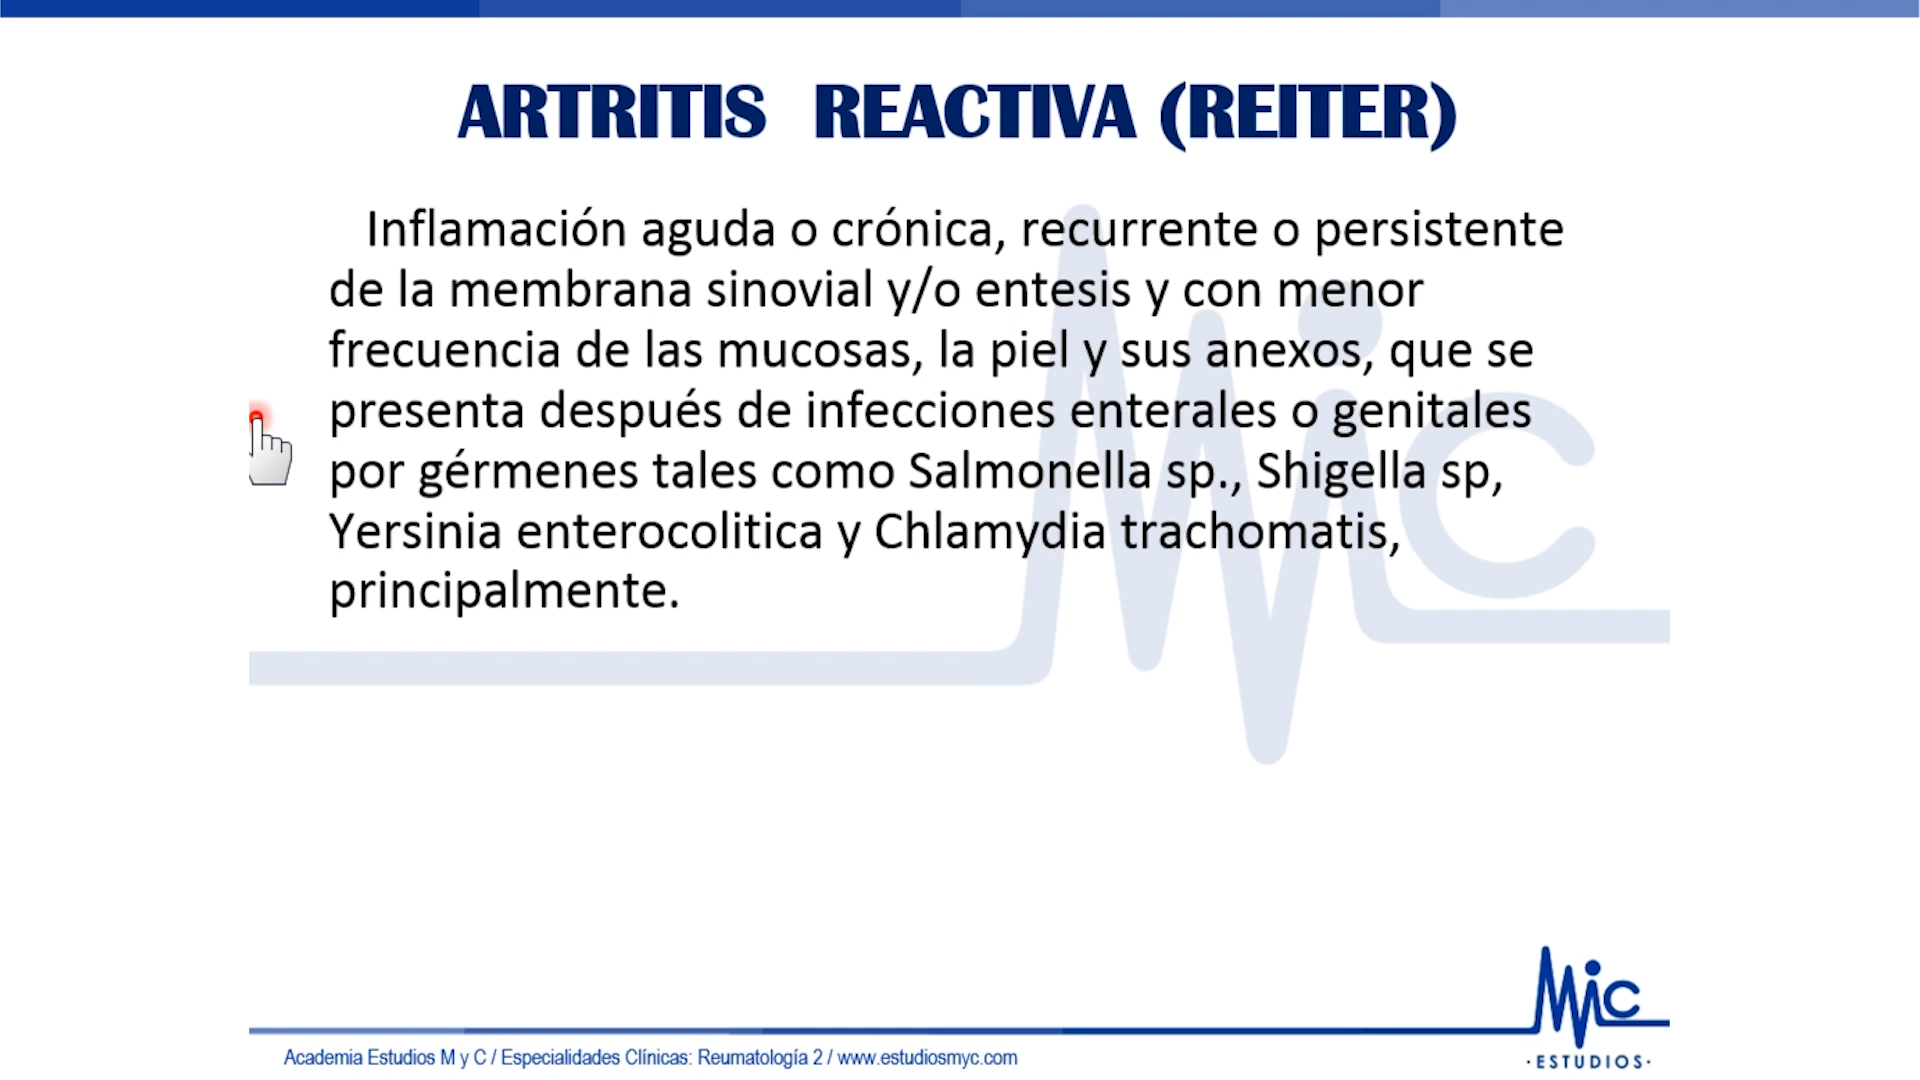 ARTRITIS REACTIVA (REITER)
Inflamación aguda o crónica, recurrente o persistente
de la membrana sinovial y/o entesis y con menor
frecuencia de las mucosas, la piel y sus anexos, que se
presenta después de infecciones enterales o genitales
por gérmenes tales como Salmonella sp., Shigella sp,
Yersinia enterocolitica y Chlamydia trachomatis,
principalmente.
MiC
MiC
·ESTUDIOS·
Academia Estudios M y C / Especialidades Clínicas: Reumatología 2 / www.estudiosmyc.com